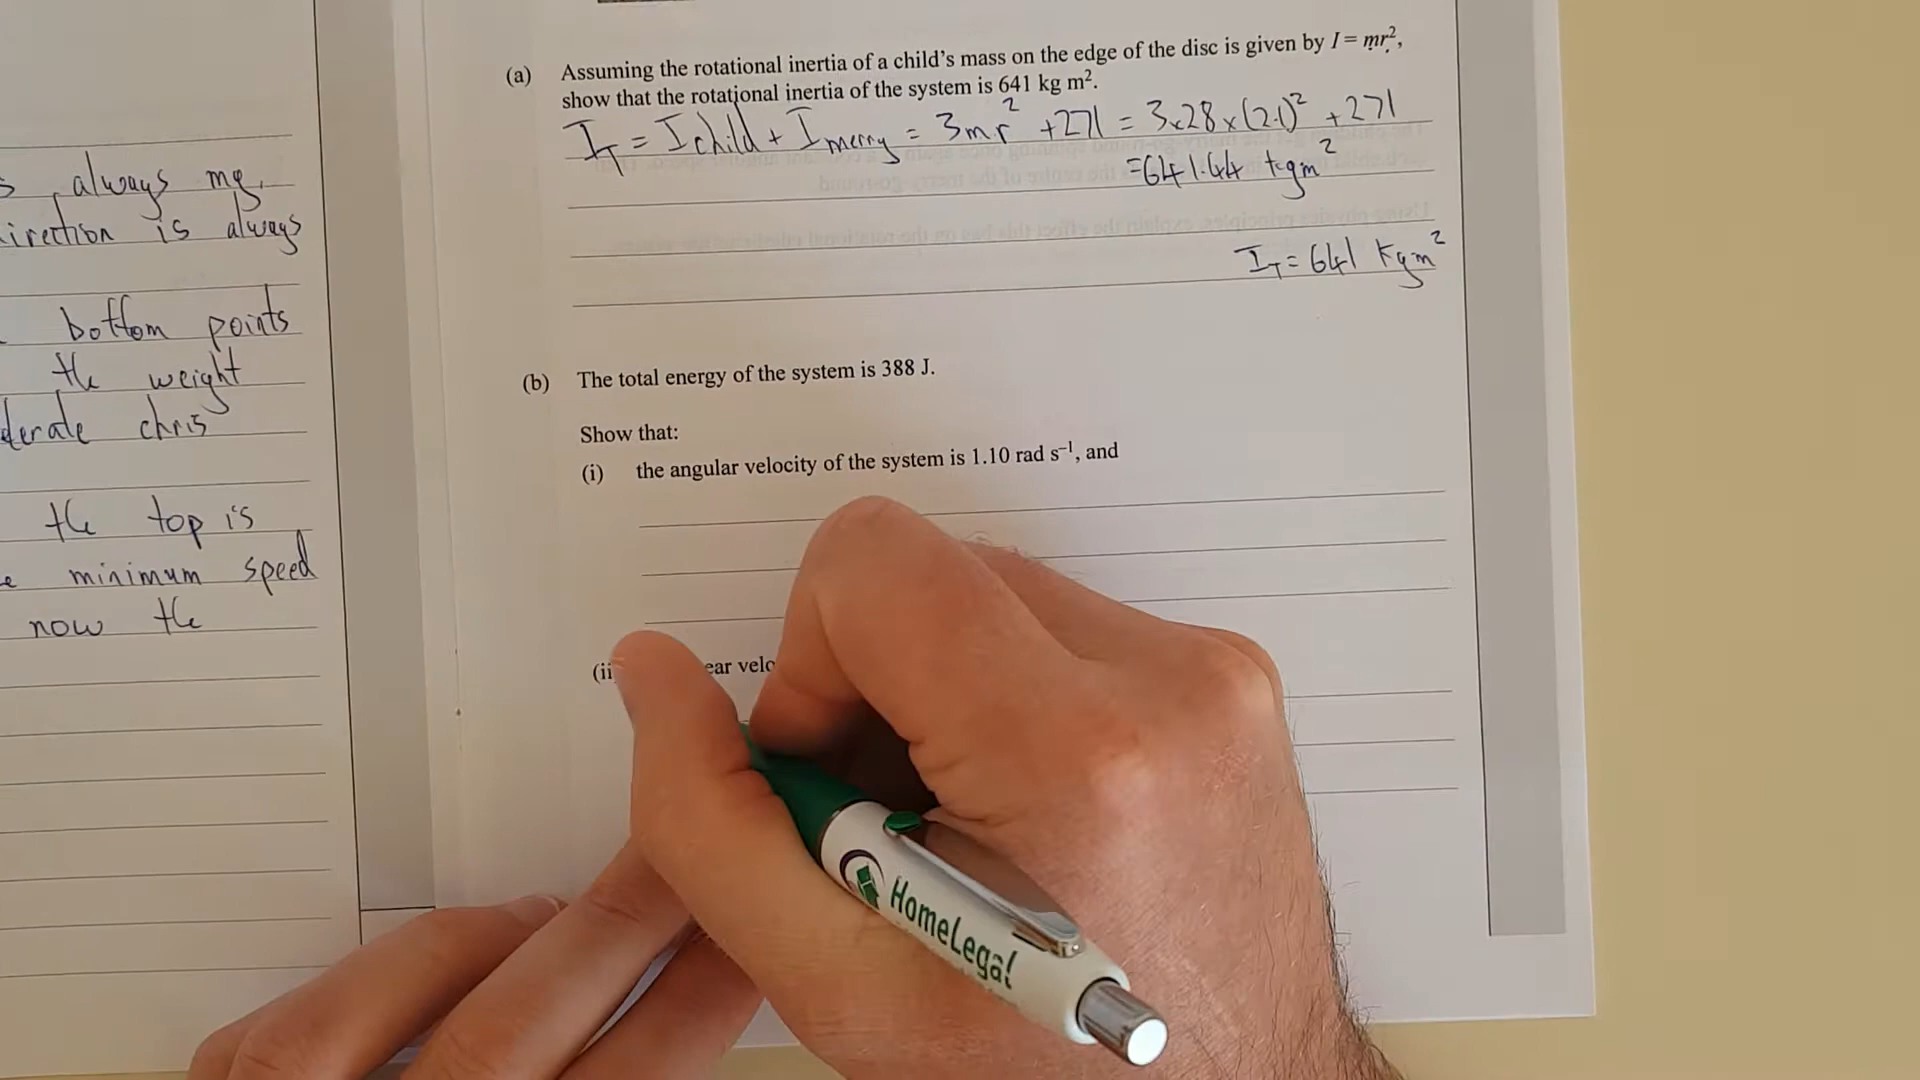 s always mg.
direction is always
bottom points
the weight
chris
the top is
minimum speed
now the
(a) Assuming the rotational inertia of a child's mass on the edge of the disc is given by I = mr²,
show that the rotational inertia of the system is 641 kg m².
I_T = I child + I merry = 3mr² + 271 = 3×28×(2.1)² + 271
= 641.44 kgm²
I_T = 641 kgm²
(b) The total energy of the system is 388 J.
Show that:
(i) the angular velocity of the system is 1.10 rad s⁻¹, and
(ii
HomeLegal